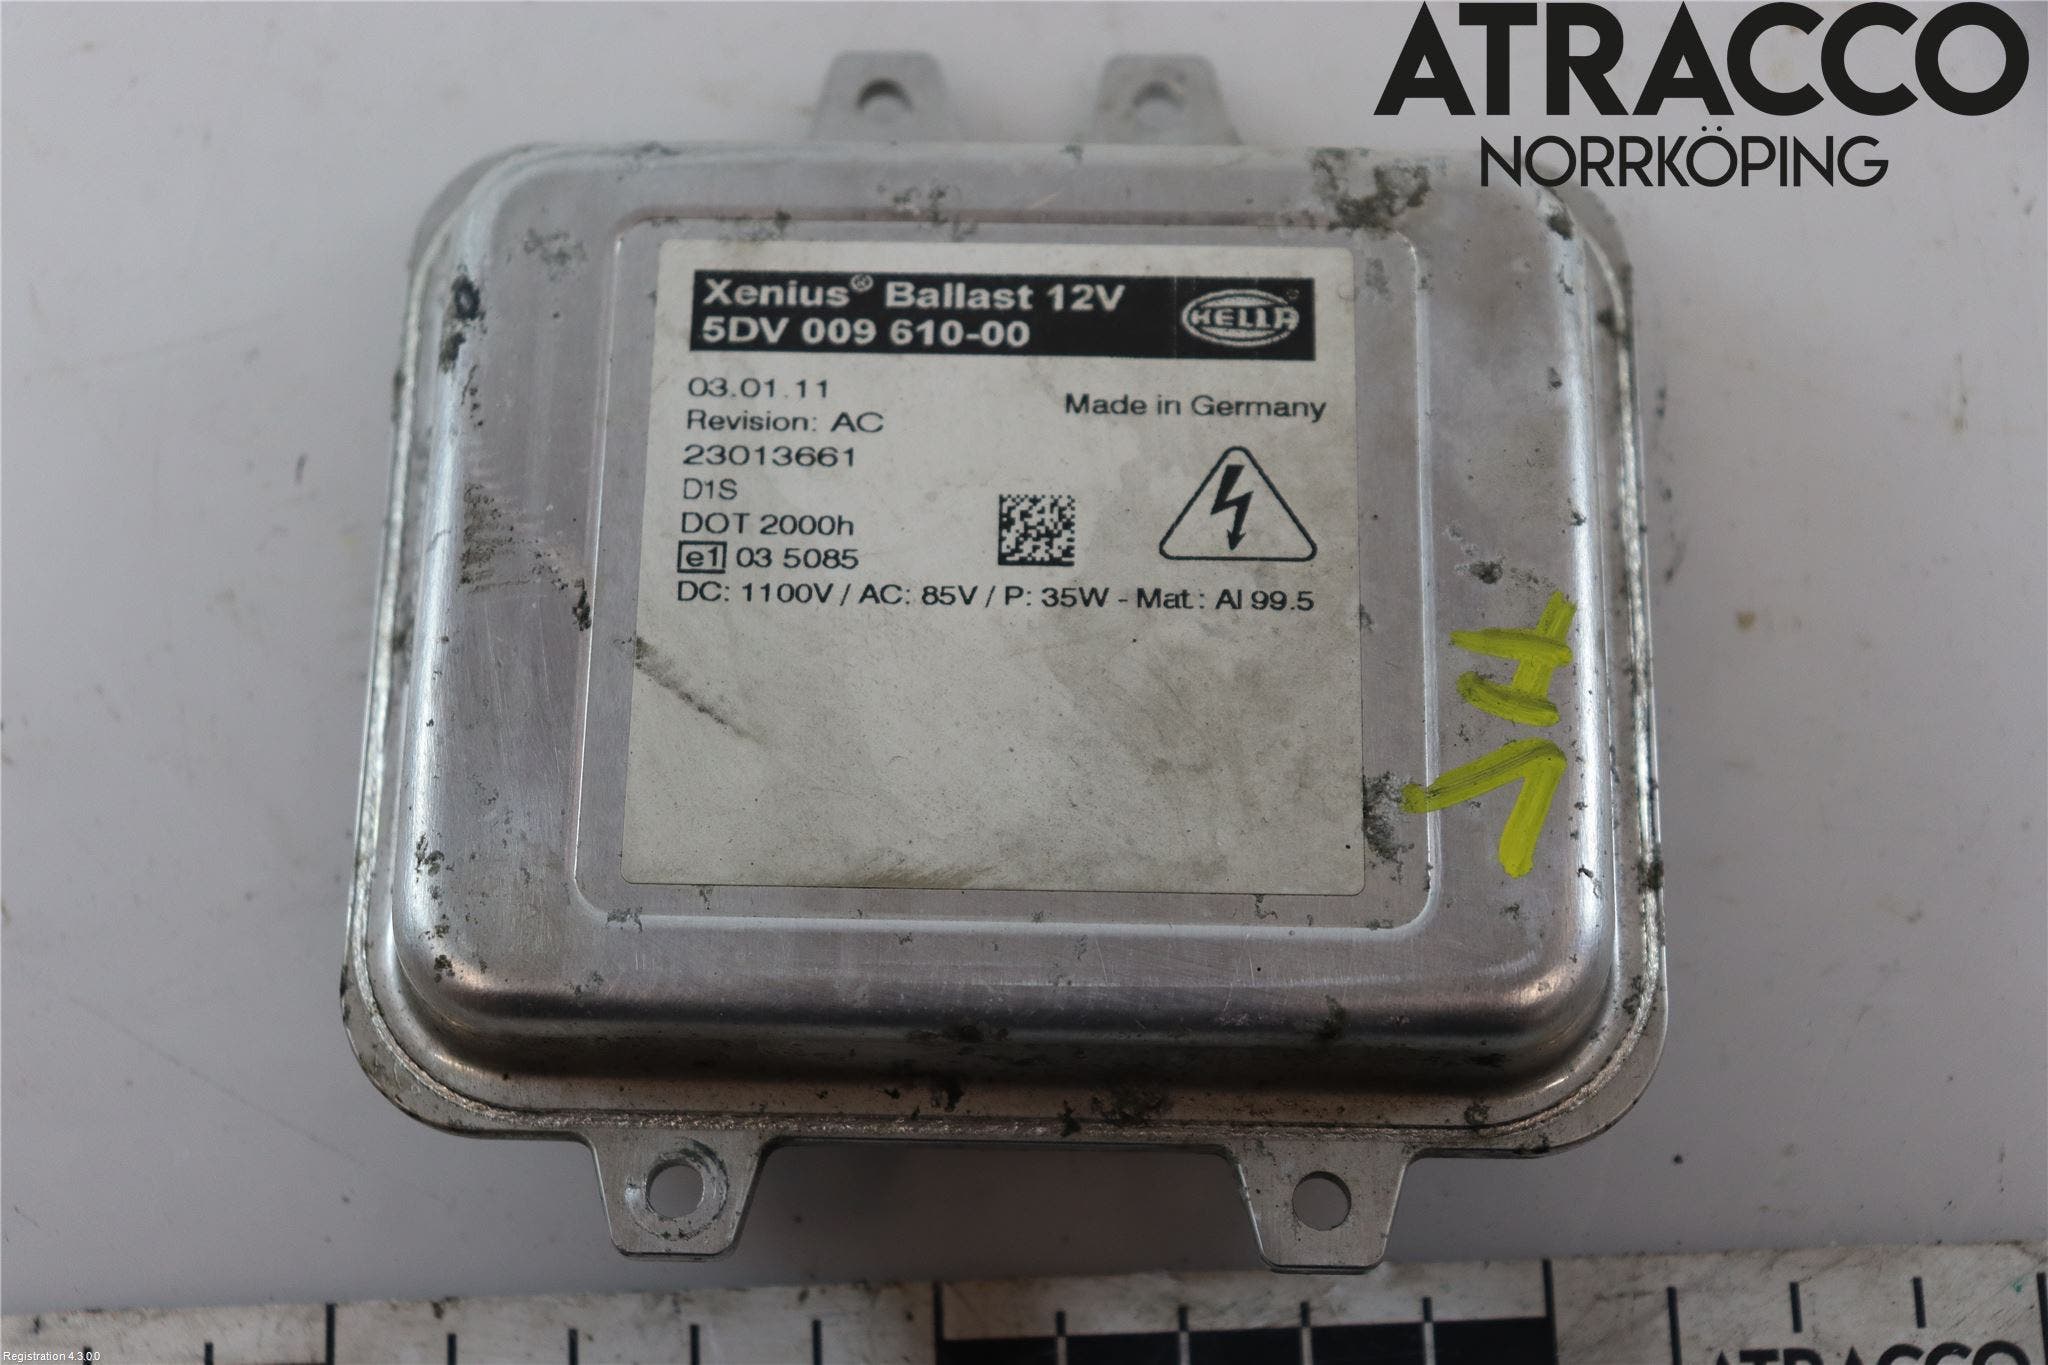 ATRACCO
NORRKÖPING
Xenius® Ballast 12V
5DV 009 610-00
HELLA
03.01.11
Made in Germany
Revision: AC
23013661
D1S
DOT 2000h
e1 03 5085
DC: 1100V / AC: 85V / P: 35W - Mat.: Al 99.5
VH
Registration 4.3.0.0
ATRACCO